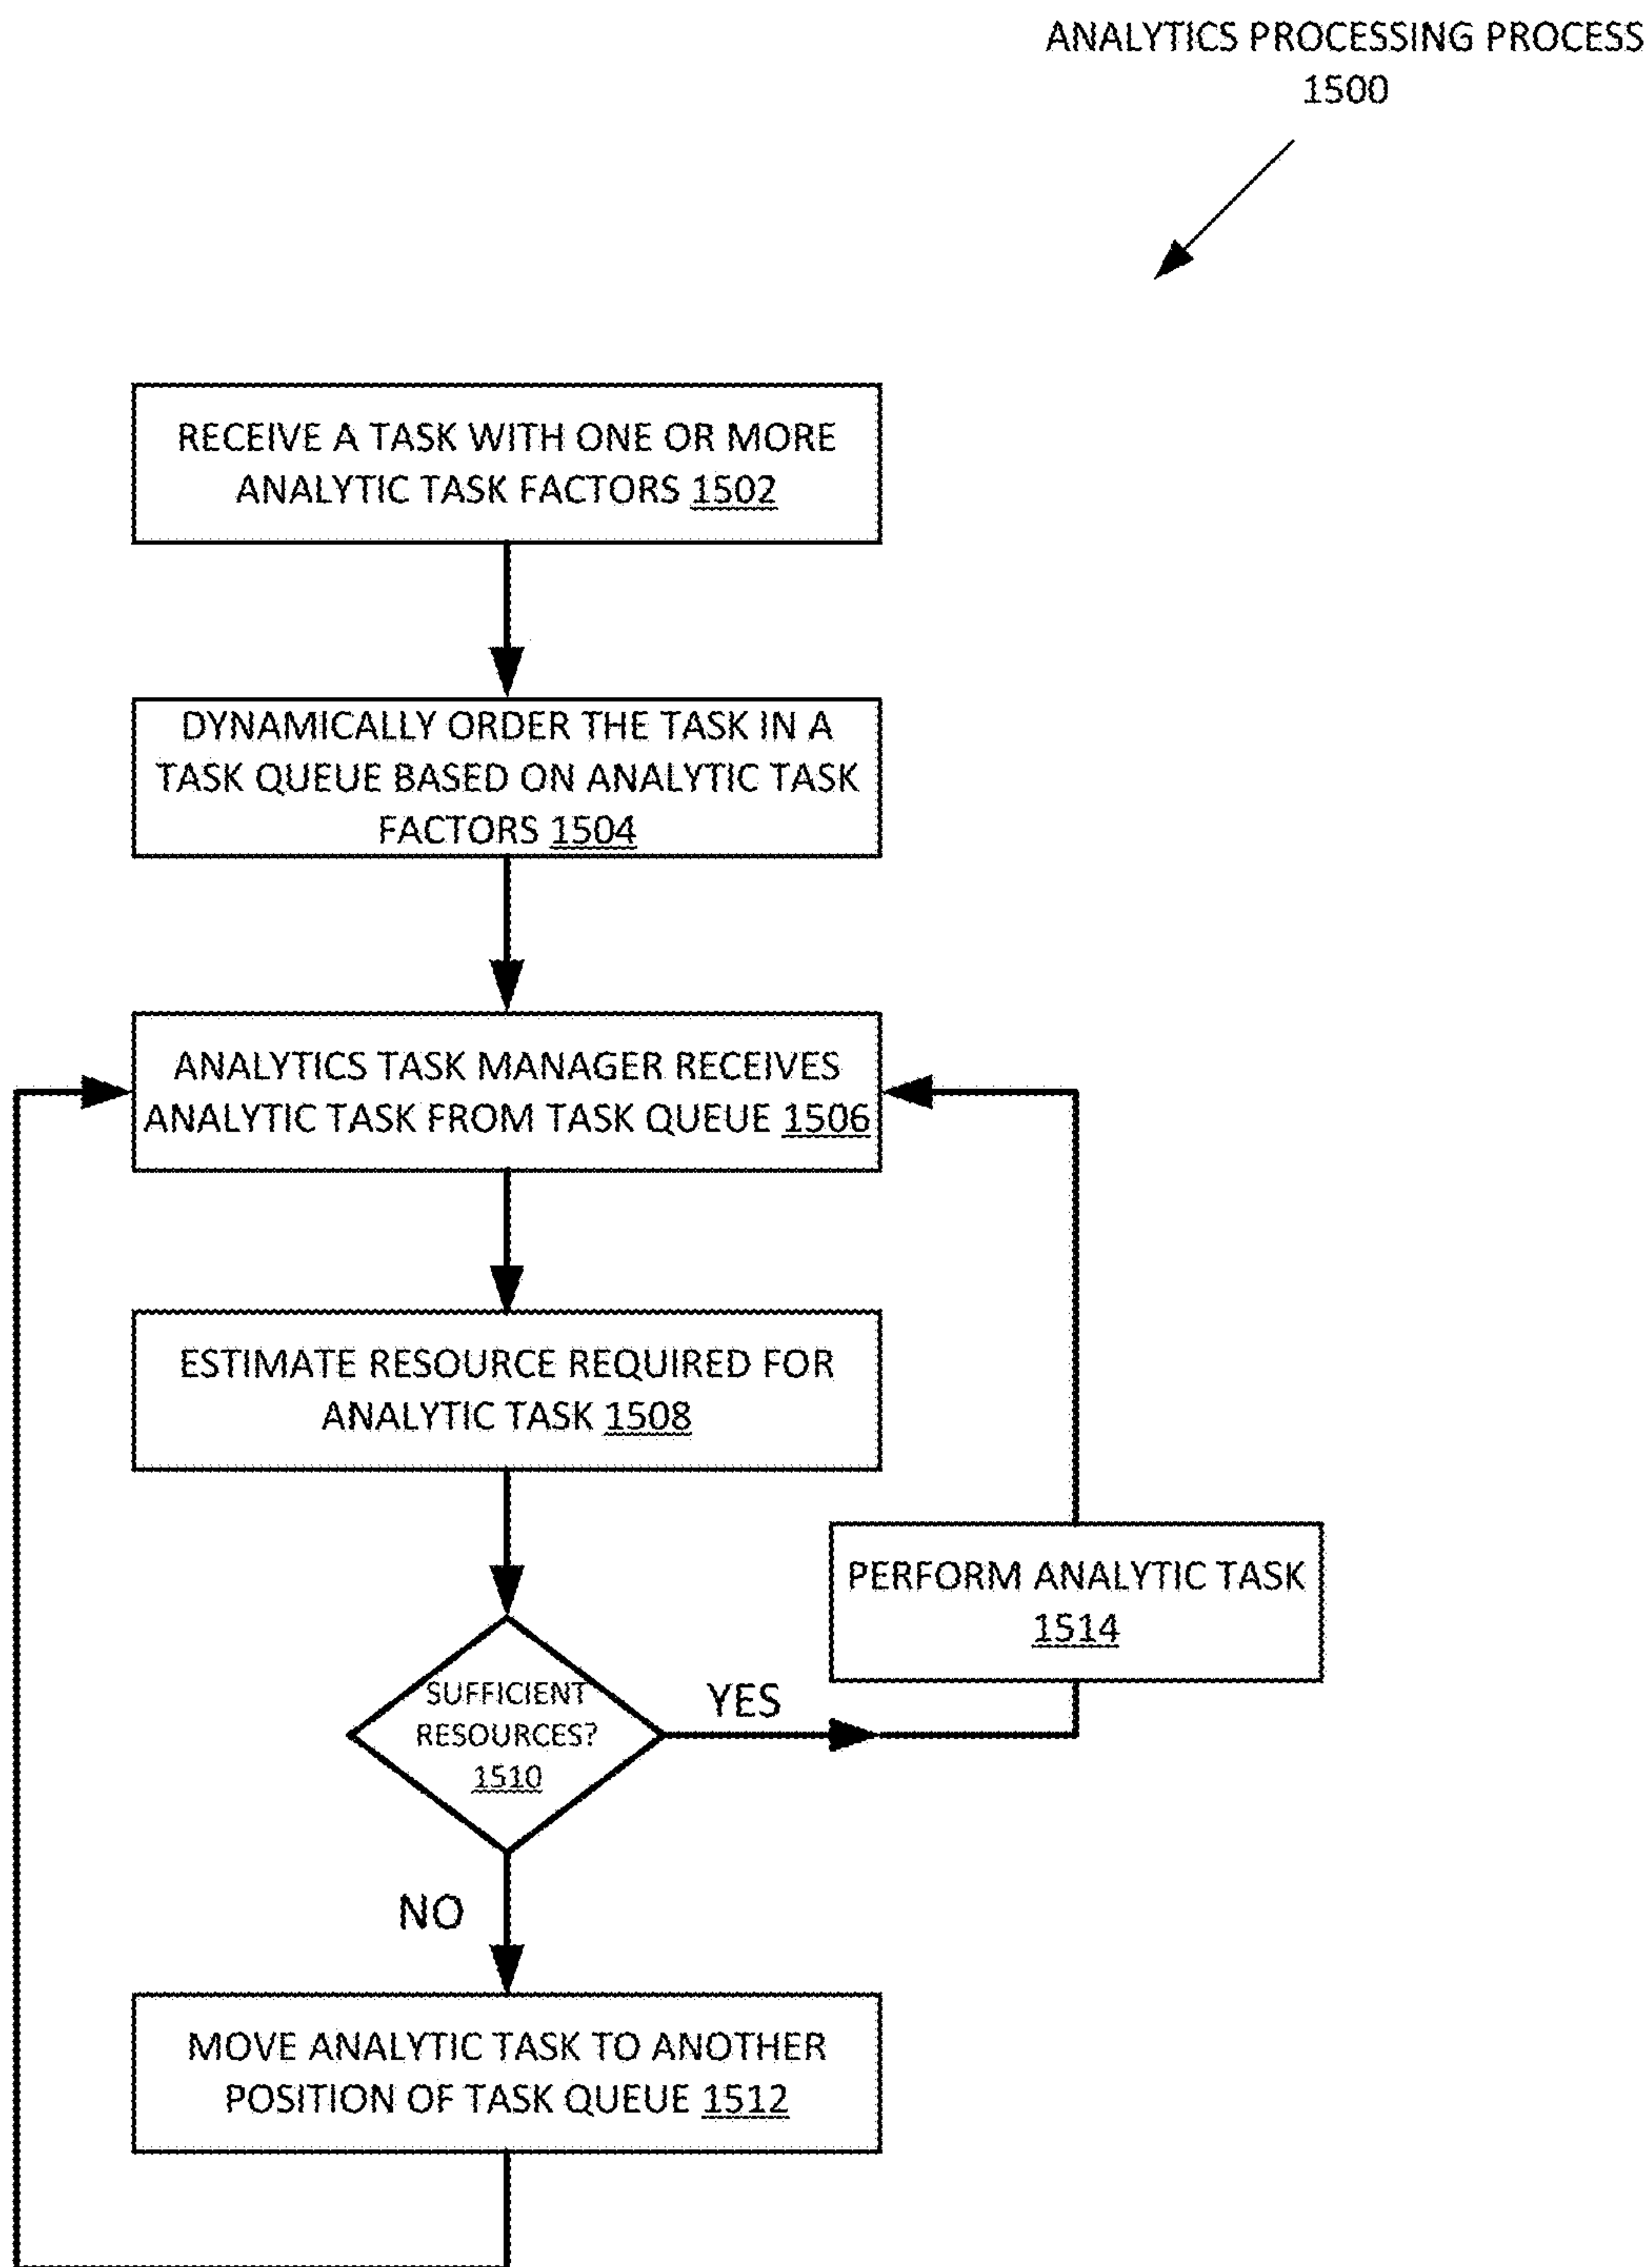 ANALYTICS PROCESSING PROCESS
1500
RECEIVE A TASK WITH ONE OR MORE
ANALYTIC TASK FACTORS 1502
DYNAMICALLY ORDER THE TASK IN A
TASK QUEUE BASED ON ANALYTIC TASK
FACTORS 1504
ANALYTICS TASK MANAGER RECEIVES
ANALYTIC TASK FROM TASK QUEUE 1506
ESTIMATE RESOURCE REQUIRED FOR
ANALYTIC TASK 1508
PERFORM ANALYTIC TASK
1514
SUFFICIENT
RESOURCES?
1510
YES
NO
MOVE ANALYTIC TASK TO ANOTHER
POSITION OF TASK QUEUE 1512